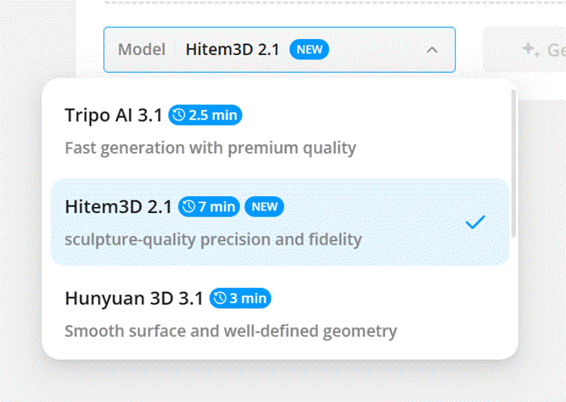 Model Hitem3D 2.1 NEW
Tripo AI 3.1 2.5 min
Fast generation with premium quality
Hitem3D 2.1 7 min NEW
sculpture-quality precision and fidelity
Hunyuan 3D 3.1 3 min
Smooth surface and well-defined geometry